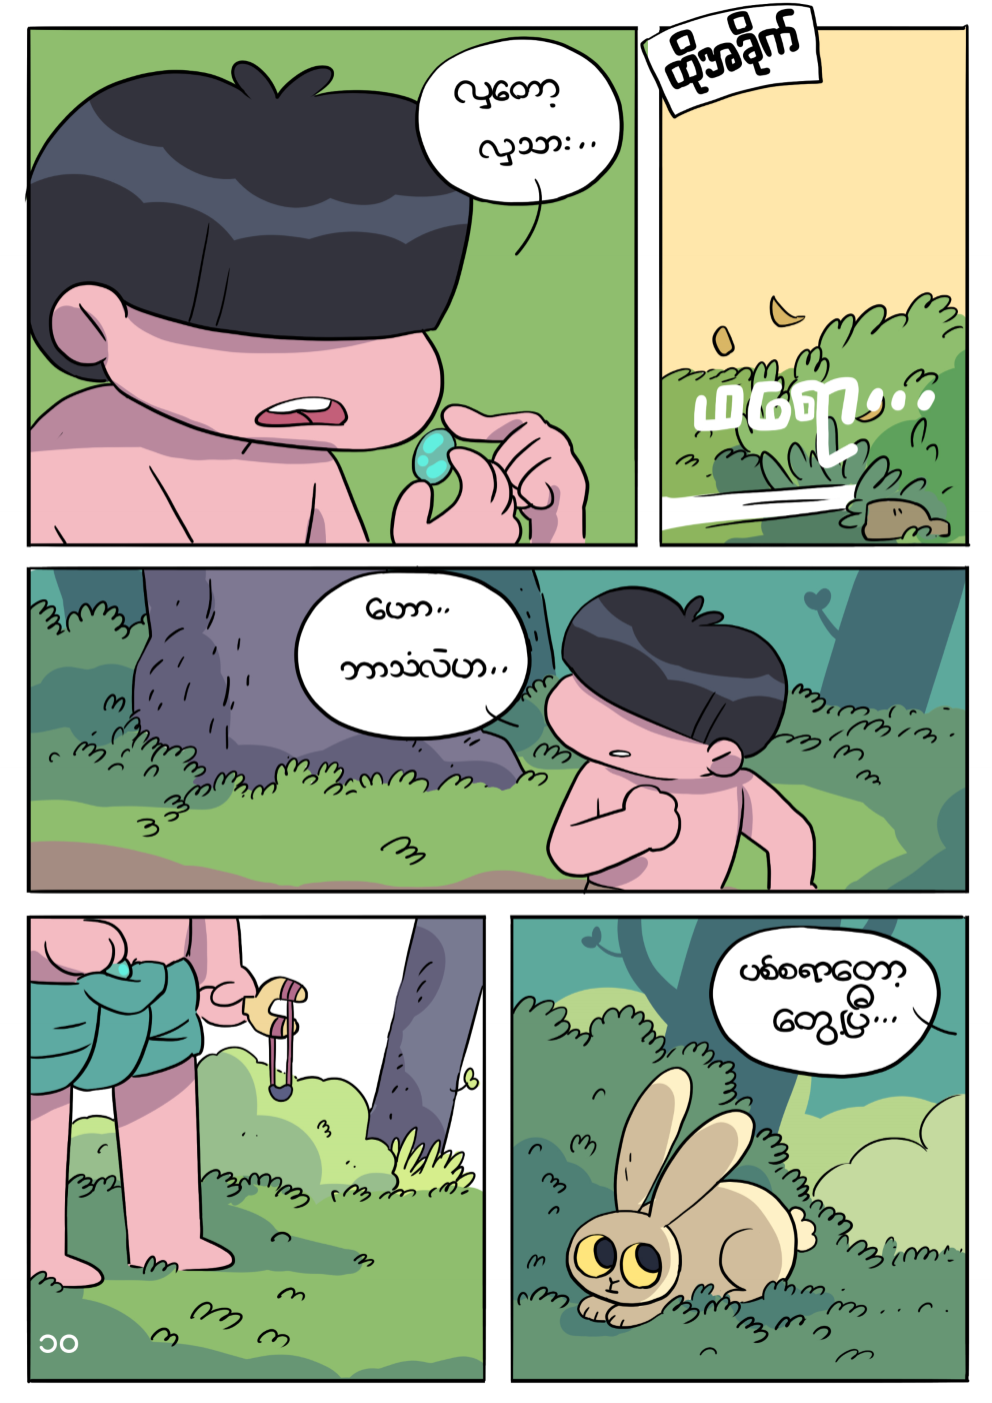 လှတော့
လှသား..
ထိုအခိုက်
ဟရော...
ဟော..
ဘာသံလဲဟ..
ပစ်စရာတော့
တွေ့ပြီ...
၁၀